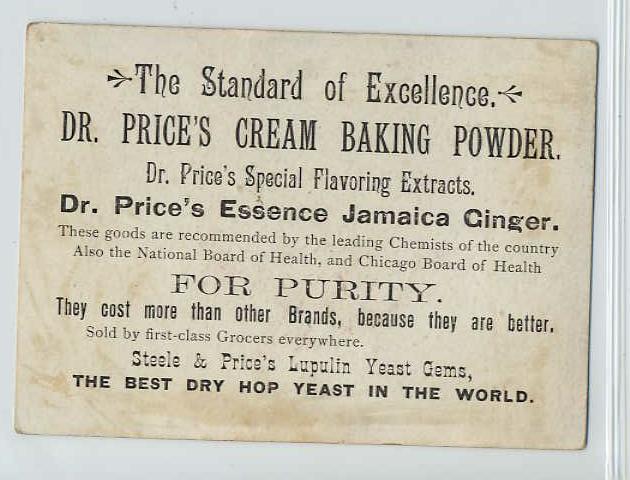 The Standard of Excellence.
DR. PRICE'S CREAM BAKING POWDER.
Dr. Price's Special Flavoring Extracts.
Dr. Price's Essence Jamaica Ginger.
These goods are recommended by the leading Chemists of the country
Also the National Board of Health, and Chicago Board of Health
FOR PURITY.
They cost more than other Brands, because they are better.
Sold by first-class Grocers everywhere.
Steele & Price's Lupulin Yeast Gems,
THE BEST DRY HOP YEAST IN THE WORLD.